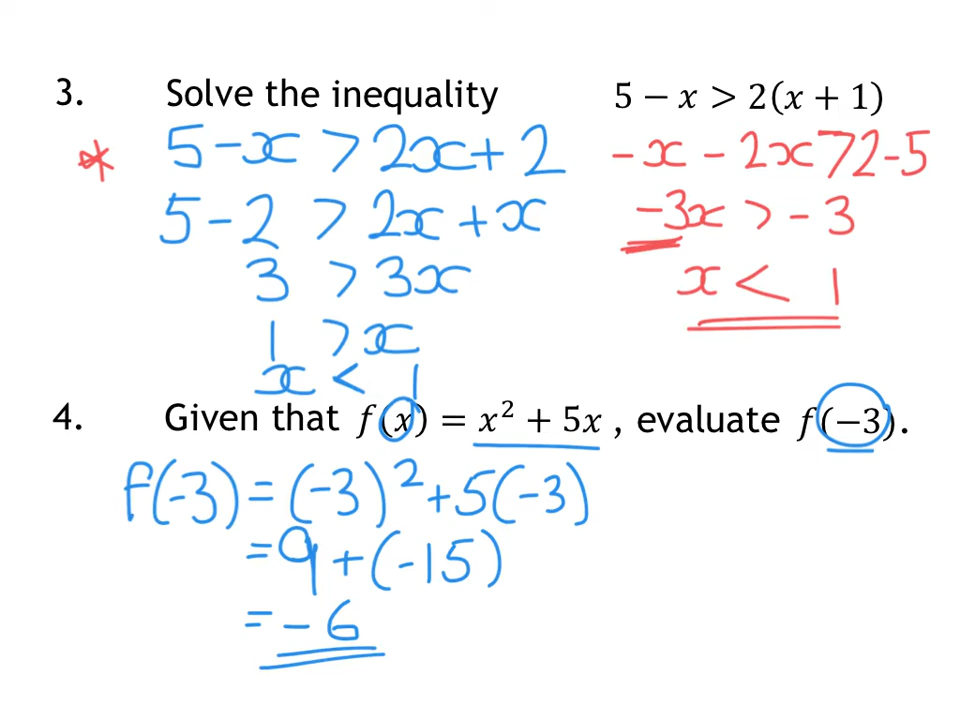 3. Solve the inequality 5 − x > 2(x + 1)
* 5 - x > 2x + 2 -x - 2x > 2 - 5
5 - 2 > 2x + x -3x > -3
3 > 3x x < 1
1 > x
x < 1
4. Given that f(x) = x² + 5x , evaluate f(−3).
f(-3) = (-3)² + 5(-3)
= 9 + (-15)
= -6